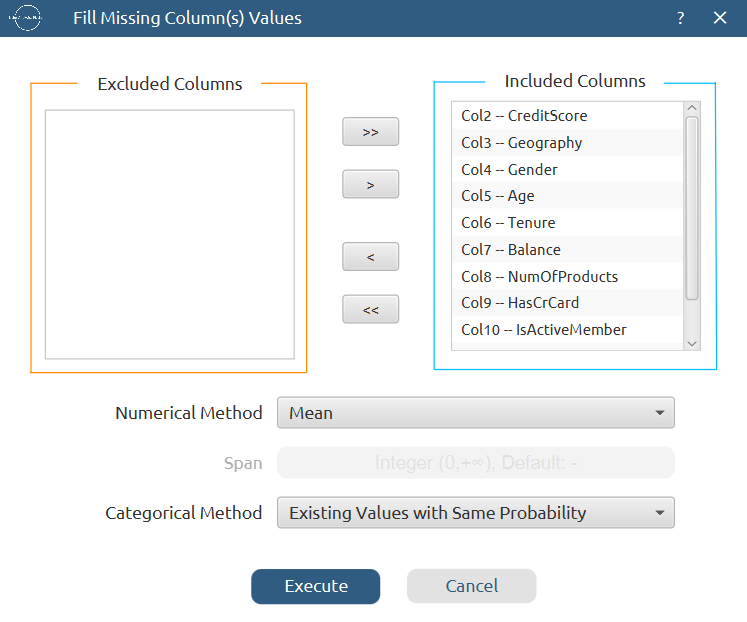 Fill Missing Column(s) Values
?
Excluded Columns
>>
>
<
<<
Included Columns
Col2 -- CreditScore
Col3 -- Geography
Col4 -- Gender
Col5 -- Age
Col6 -- Tenure
Col7 -- Balance
Col8 -- NumOfProducts
Col9 -- HasCrCard
Col10 -- IsActiveMember
Numerical Method
Mean
Span
Integer (0,+∞), Default: -
Categorical Method
Existing Values with Same Probability
Execute
Cancel